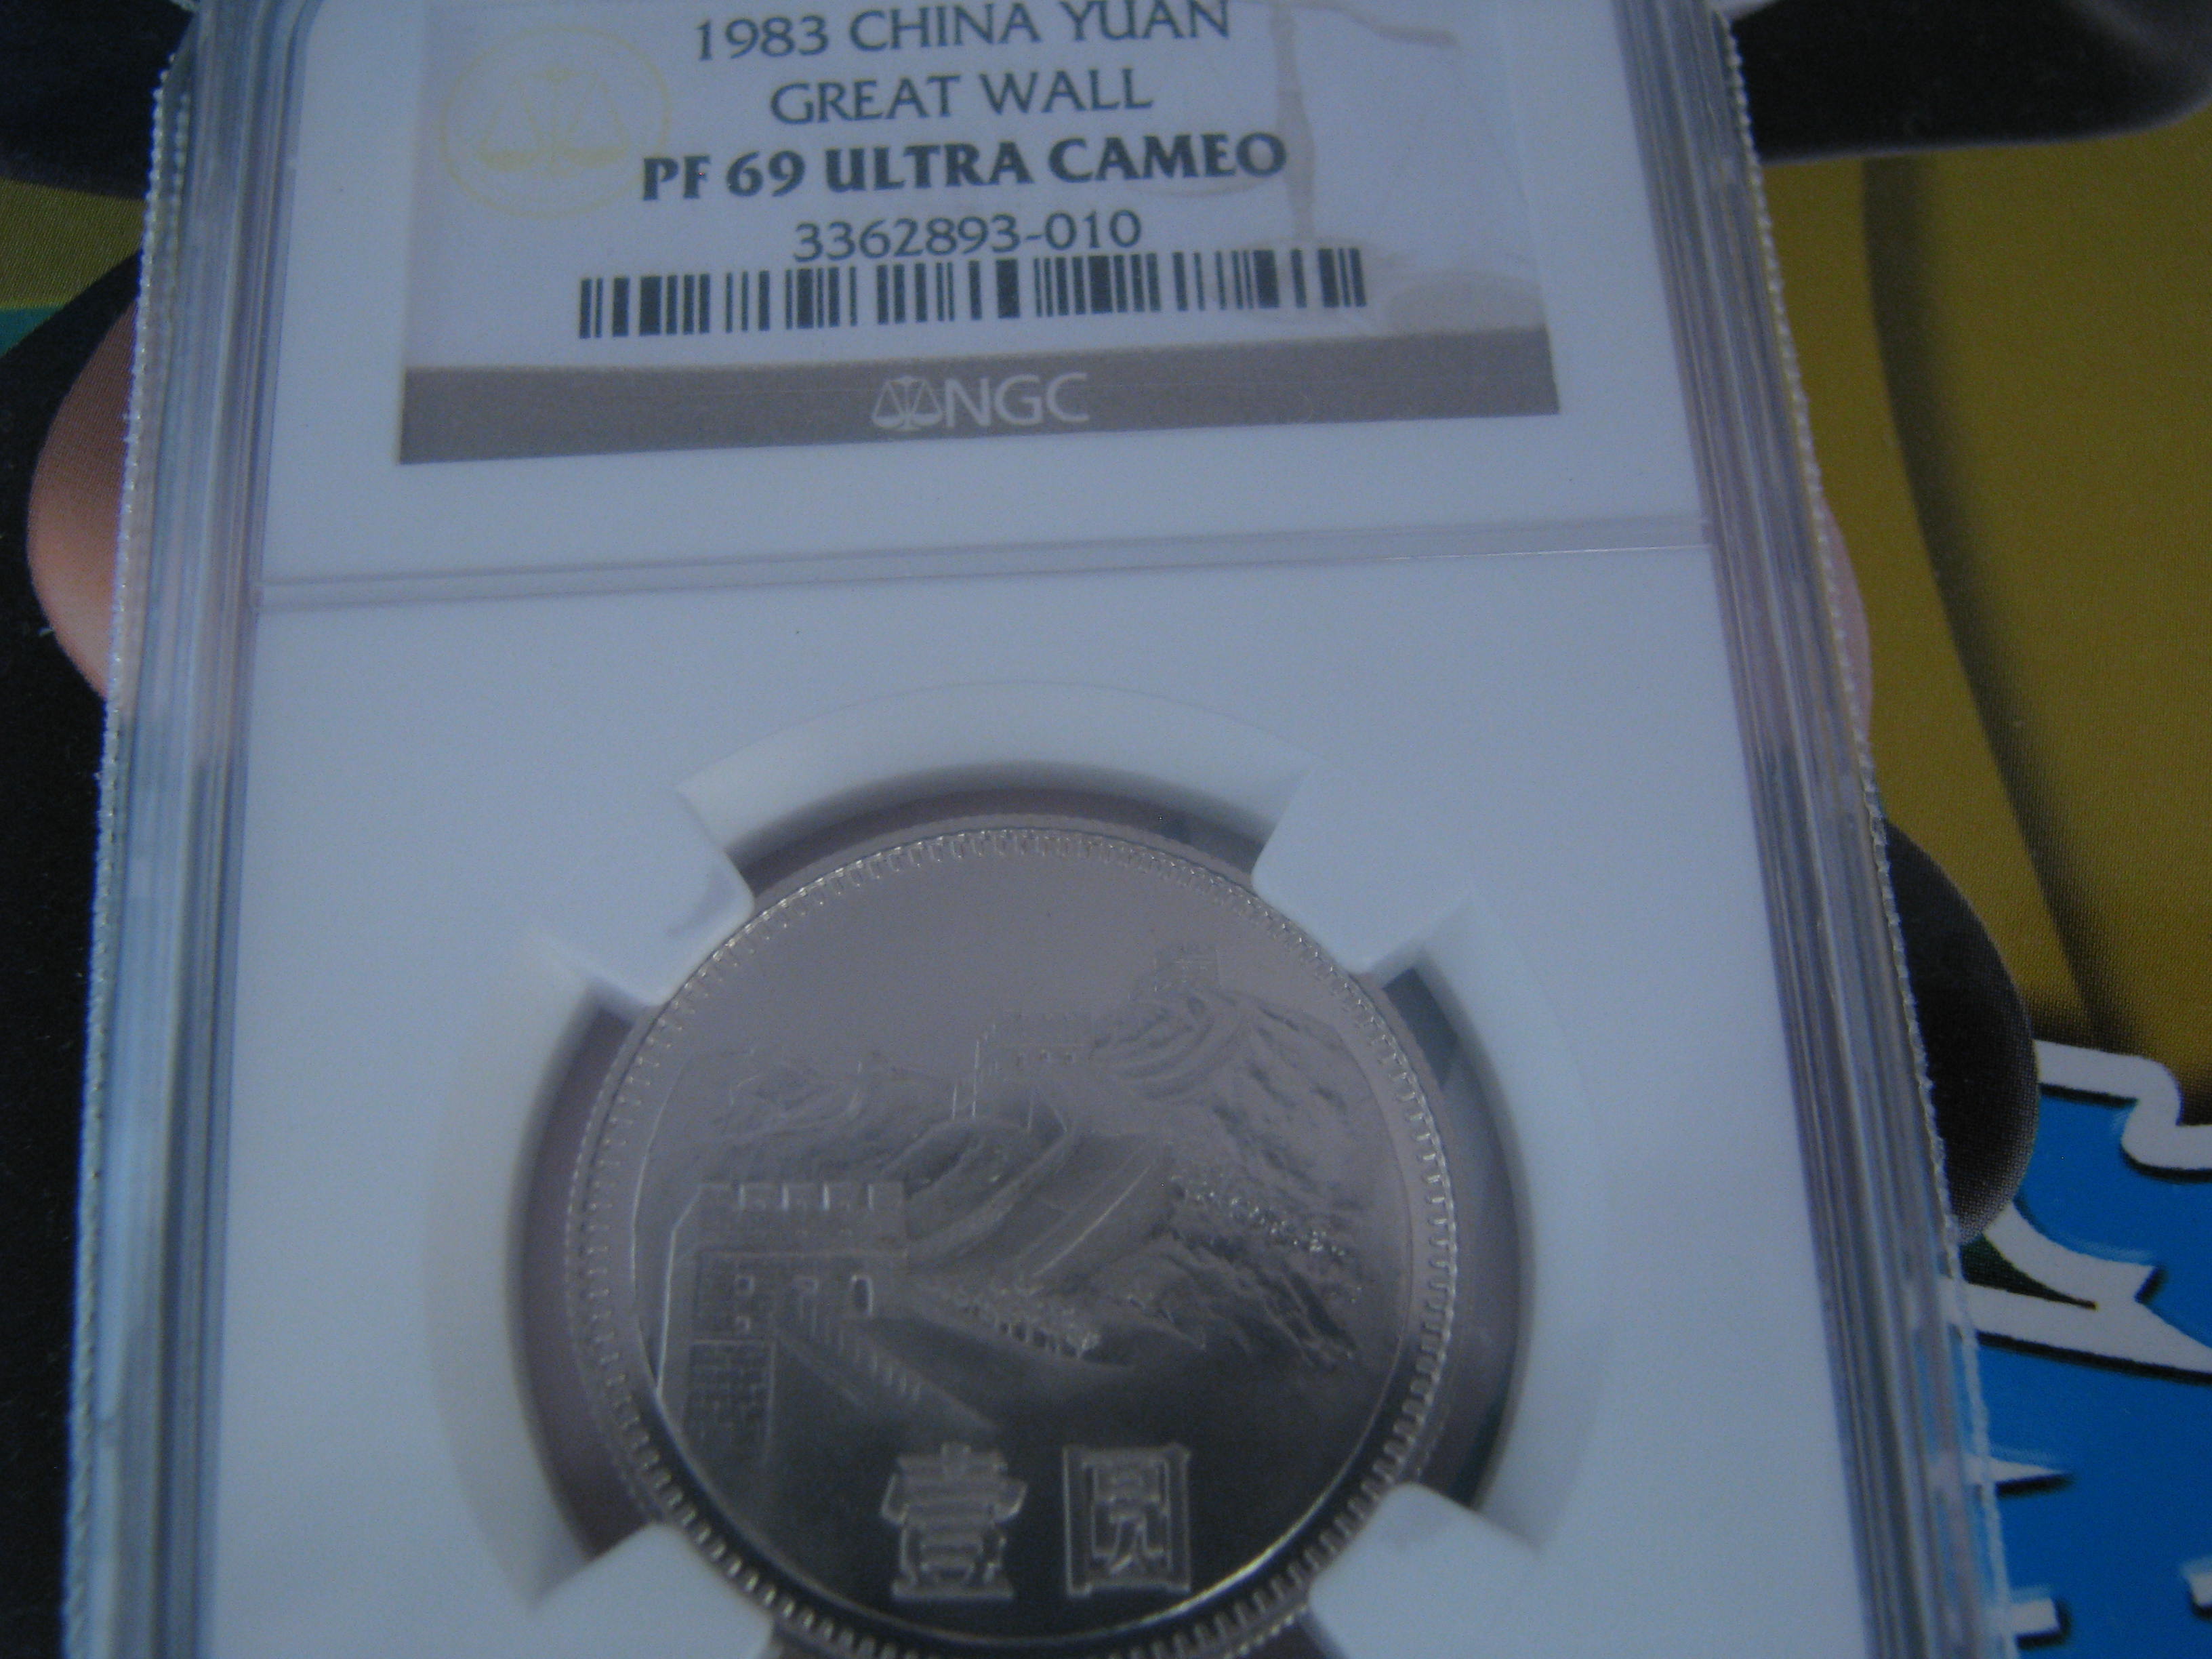 1983 CHINA YUAN
GREAT WALL
PF 69 ULTRA CAMEO
3362893-010
NGC
壹圆